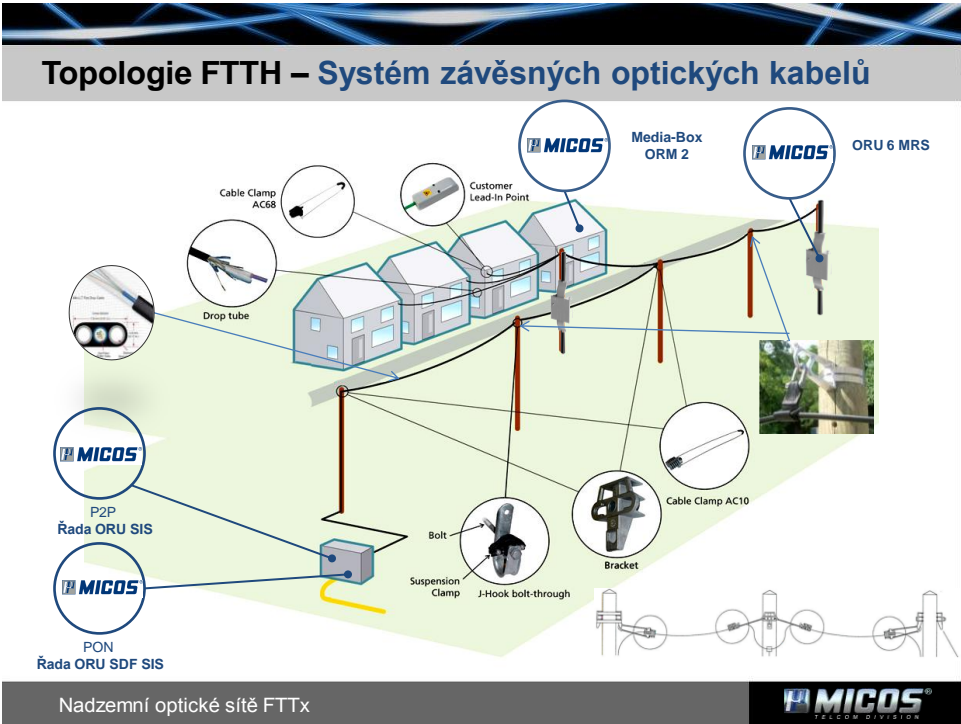 Topologie FTTH – Systém závěsných optických kabelů
MICOS
Media-Box
ORM 2
MICOS
ORU 6 MRS
Cable Clamp
AC68
Customer
Lead-In Point
Drop tube
MICOS
P2P
Řada ORU SIS
MICOS
PON
Řada ORU SDF SIS
Bolt
Suspension
Clamp
J-Hook bolt-through
Bracket
Cable Clamp AC10
Nadzemní optické sítě FTTx
MICOS®
TELCOM DIVISION